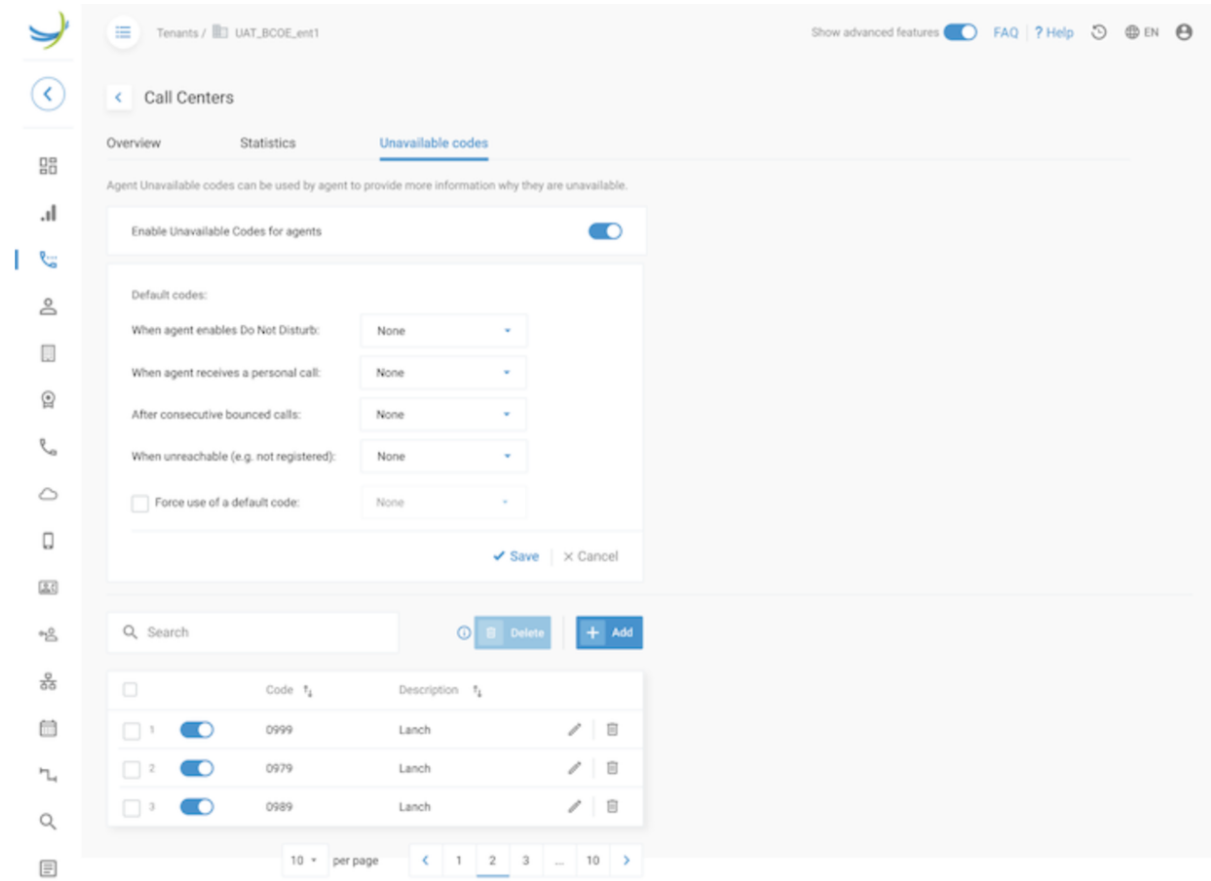 Tenants / UAT_BCOE_ent1 Show advanced features FAQ ? Help EN
Call Centers
Overview Statistics Unavailable codes
Agent Unavailable codes can be used by agent to provide more information why they are unavailable.
Enable Unavailable Codes for agents
Default codes:
When agent enables Do Not Disturb: None
When agent receives a personal call: None
After consecutive bounced calls: None
When unreachable (e.g. not registered): None
Force use of a default code: None
Save × Cancel
Search Delete + Add
Code Description
1 0999 Lanch
2 0979 Lanch
3 0989 Lanch
10 per page < 1 2 3 ... 10 >